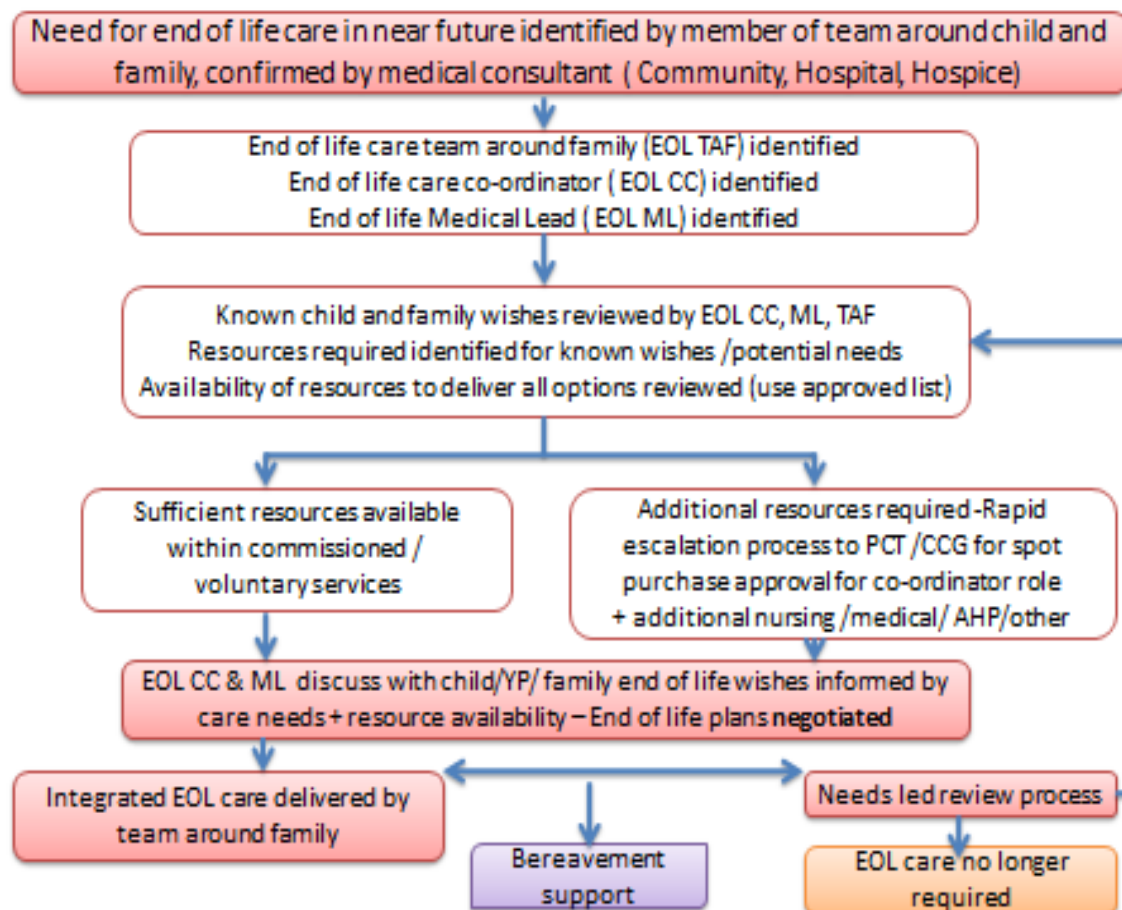 Need for end of life care in near future identified by member of team around child and
family, confirmed by medical consultant ( Community, Hospital, Hospice)
End of life care team around family (EOL TAF) identified
End of life care co-ordinator ( EOL CC) identified
End of life Medical Lead ( EOL ML) identified
Known child and family wishes reviewed by EOL CC, ML, TAF
Resources required identified for known wishes /potential needs
Availability of resources to deliver all options reviewed (use approved list)
Sufficient resources available
within commissioned /
voluntary services
Additional resources required -Rapid
escalation process to PCT /CCG for spot
purchase approval for co-ordinator role
+ additional nursing /medical/ AHP/other
EOL CC & ML discuss with child/YP/ family end of life wishes informed by
care needs + resource availability – End of life plans negotiated
Integrated EOL care delivered by
team around family
Bereavement
support
Needs led review process
EOL care no longer
required